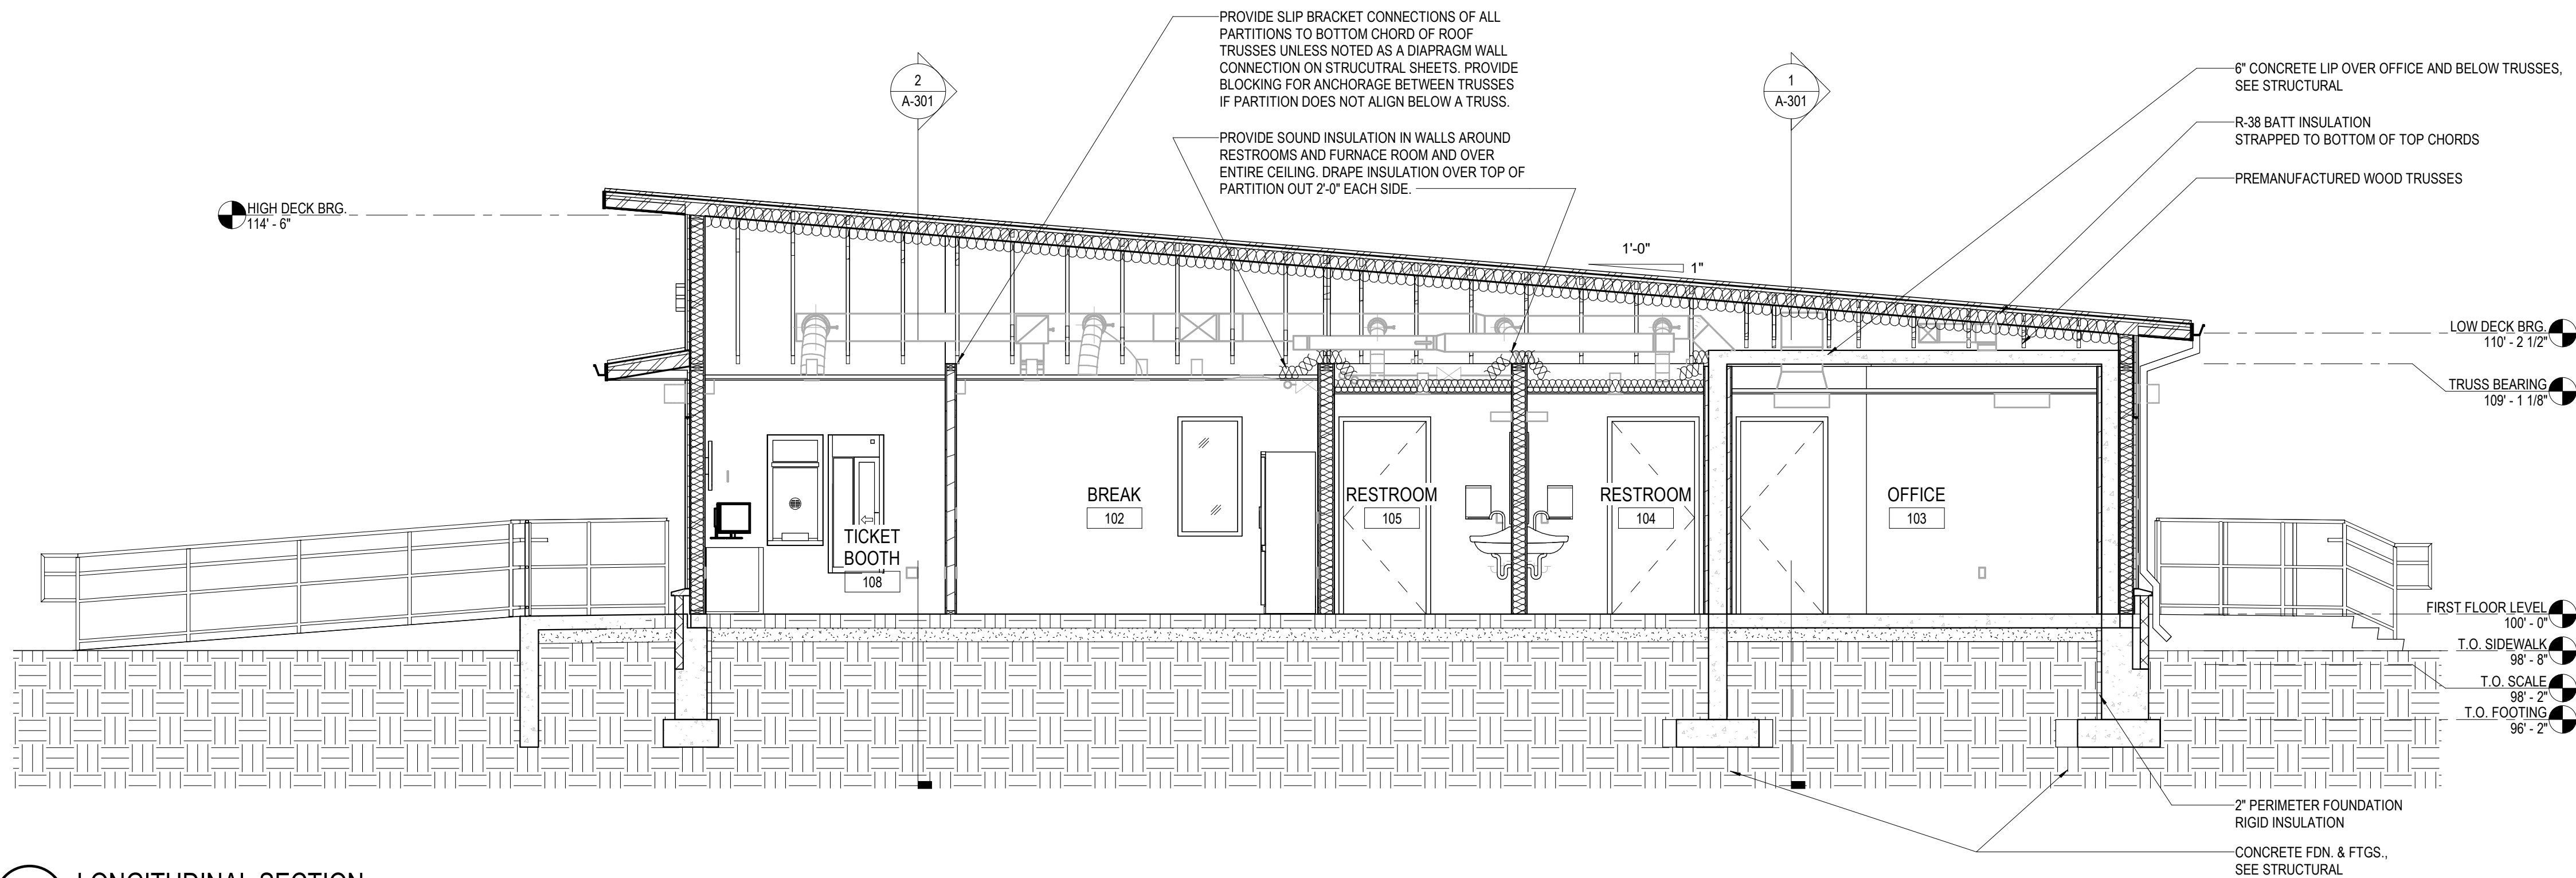 PROVIDE SLIP BRACKET CONNECTIONS OF ALL
PARTITIONS TO BOTTOM CHORD OF ROOF
TRUSSES UNLESS NOTED AS A DIAPRAGM WALL
CONNECTION ON STRUCUTRAL SHEETS. PROVIDE
BLOCKING FOR ANCHORAGE BETWEEN TRUSSES
IF PARTITION DOES NOT ALIGN BELOW A TRUSS.
PROVIDE SOUND INSULATION IN WALLS AROUND
RESTROOMS AND FURNACE ROOM AND OVER
ENTIRE CEILING. DRAPE INSULATION OVER TOP OF
PARTITION OUT 2'-0" EACH SIDE.
2
A-301
1
A-301
6" CONCRETE LIP OVER OFFICE AND BELOW TRUSSES,
SEE STRUCTURAL
R-38 BATT INSULATION
STRAPPED TO BOTTOM OF TOP CHORDS
PREMANUFACTURED WOOD TRUSSES
HIGH DECK BRG.
114' - 6"
1'-0"
1"
LOW DECK BRG.
110' - 2 1/2"
TRUSS BEARING
109' - 1 1/8"
TICKET
BOOTH
108
BREAK
102
RESTROOM
105
RESTROOM
104
OFFICE
103
FIRST FLOOR LEVEL
100' - 0"
T.O. SIDEWALK
98' - 8"
T.O. SCALE
98' - 2"
T.O. FOOTING
96' - 2"
2" PERIMETER FOUNDATION
RIGID INSULATION
CONCRETE FDN. & FTGS.,
SEE STRUCTURAL
LONGITUDINAL SECTION